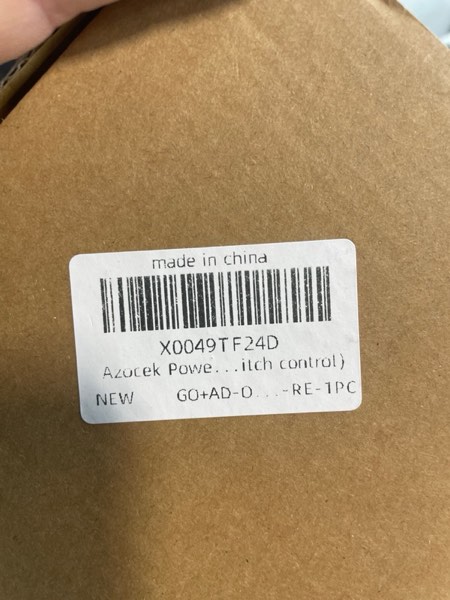 made in china
X0049TF24D
Azocek Powe...itch control)
NEW GO+AD-O...-RE-1PC